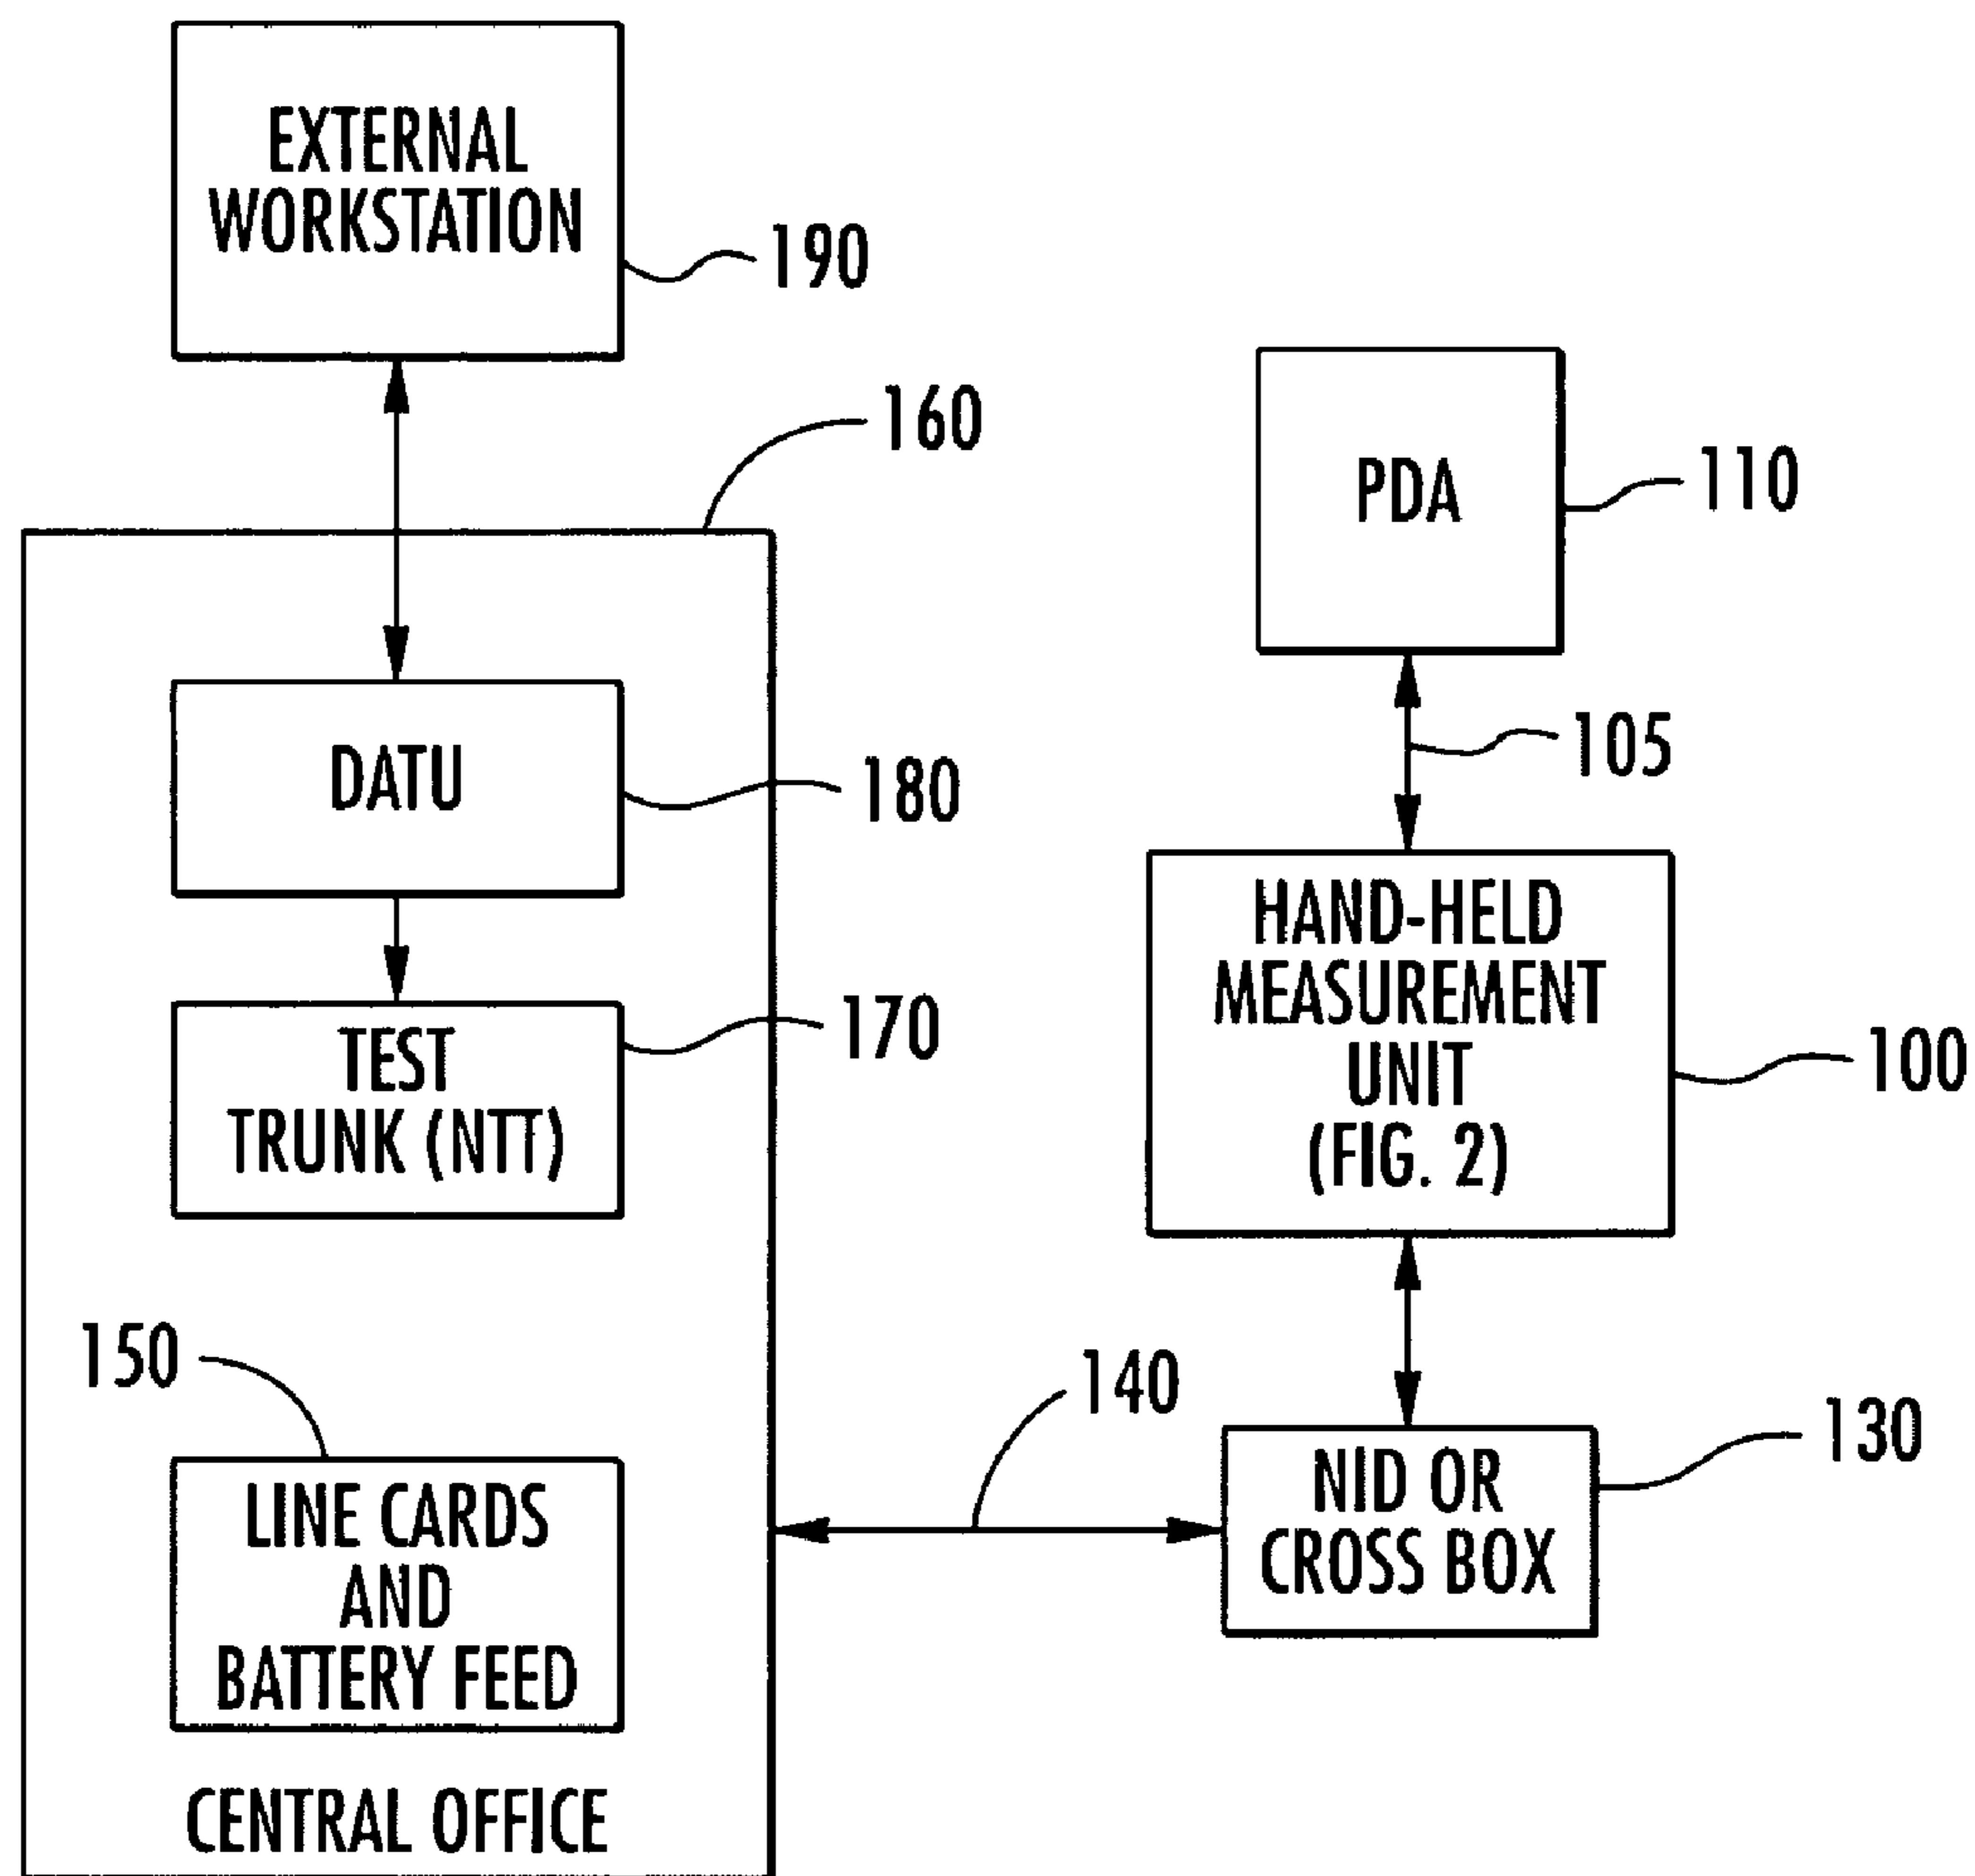 EXTERNAL
WORKSTATION
190
160
PDA
110
105
DATU
180
HAND-HELD
MEASUREMENT
UNIT
(FIG. 2)
100
TEST
TRUNK (NTT)
170
150
LINE CARDS
AND
BATTERY FEED
140
NID OR
CROSS BOX
130
CENTRAL OFFICE